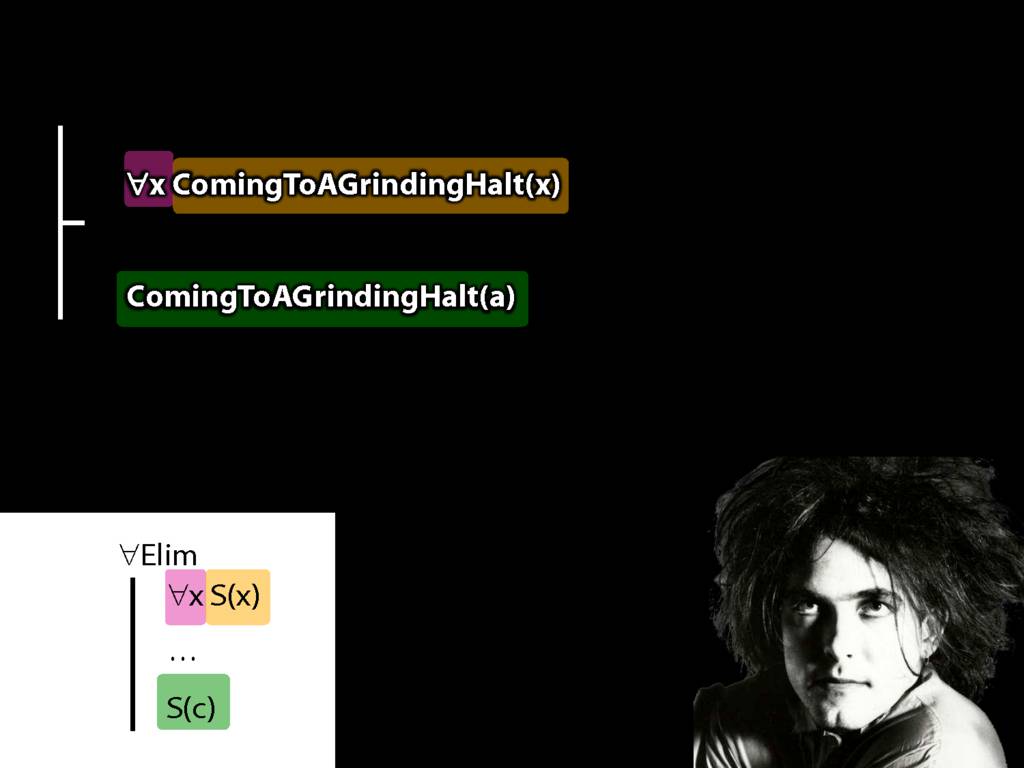 ∀x ComingToAGrindingHalt(x)
ComingToAGrindingHalt(a)
∀Elim
∀x S(x)
…
S(c)